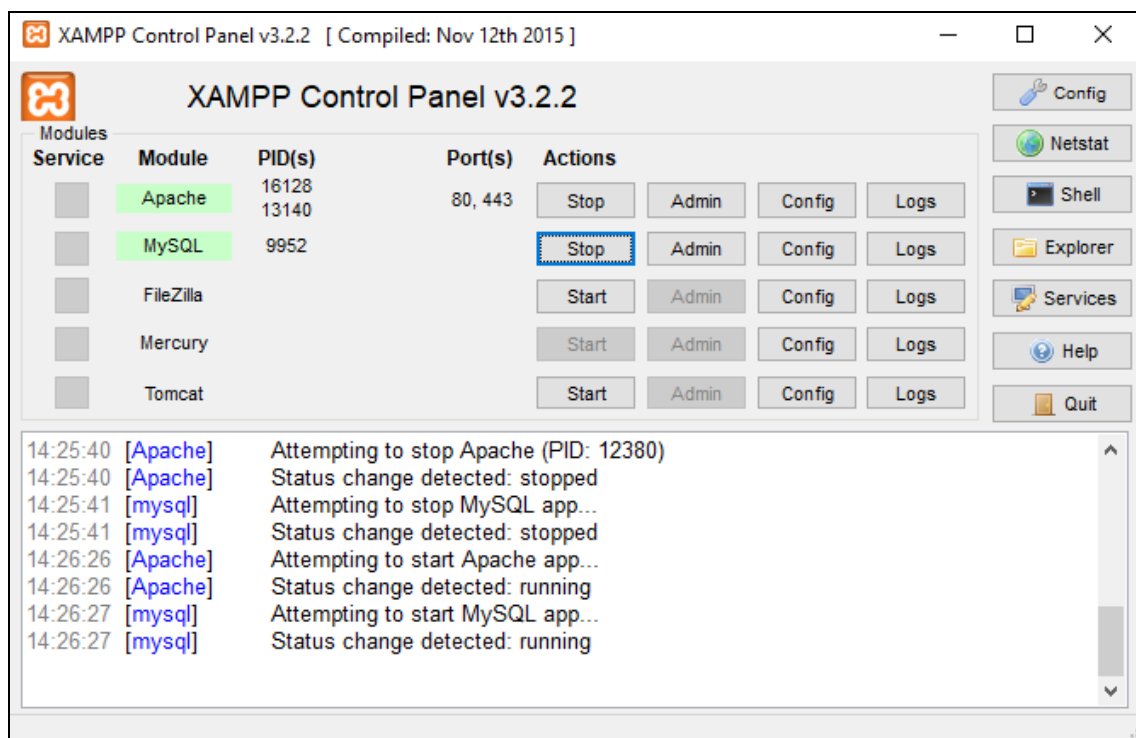 XAMPP Control Panel v3.2.2 [ Compiled: Nov 12th 2015 ]
XAMPP Control Panel v3.2.2
Config
Modules
Service Module PID(s) Port(s) Actions
Netstat
Apache 16128 13140 80, 443 Stop Admin Config Logs
Shell
MySQL 9952 Stop Admin Config Logs
Explorer
FileZilla Start Admin Config Logs
Services
Mercury Start Admin Config Logs
Help
Tomcat Start Admin Config Logs
Quit
14:25:40 [Apache] Attempting to stop Apache (PID: 12380)
14:25:40 [Apache] Status change detected: stopped
14:25:41 [mysql] Attempting to stop MySQL app...
14:25:41 [mysql] Status change detected: stopped
14:26:26 [Apache] Attempting to start Apache app...
14:26:26 [Apache] Status change detected: running
14:26:27 [mysql] Attempting to start MySQL app...
14:26:27 [mysql] Status change detected: running